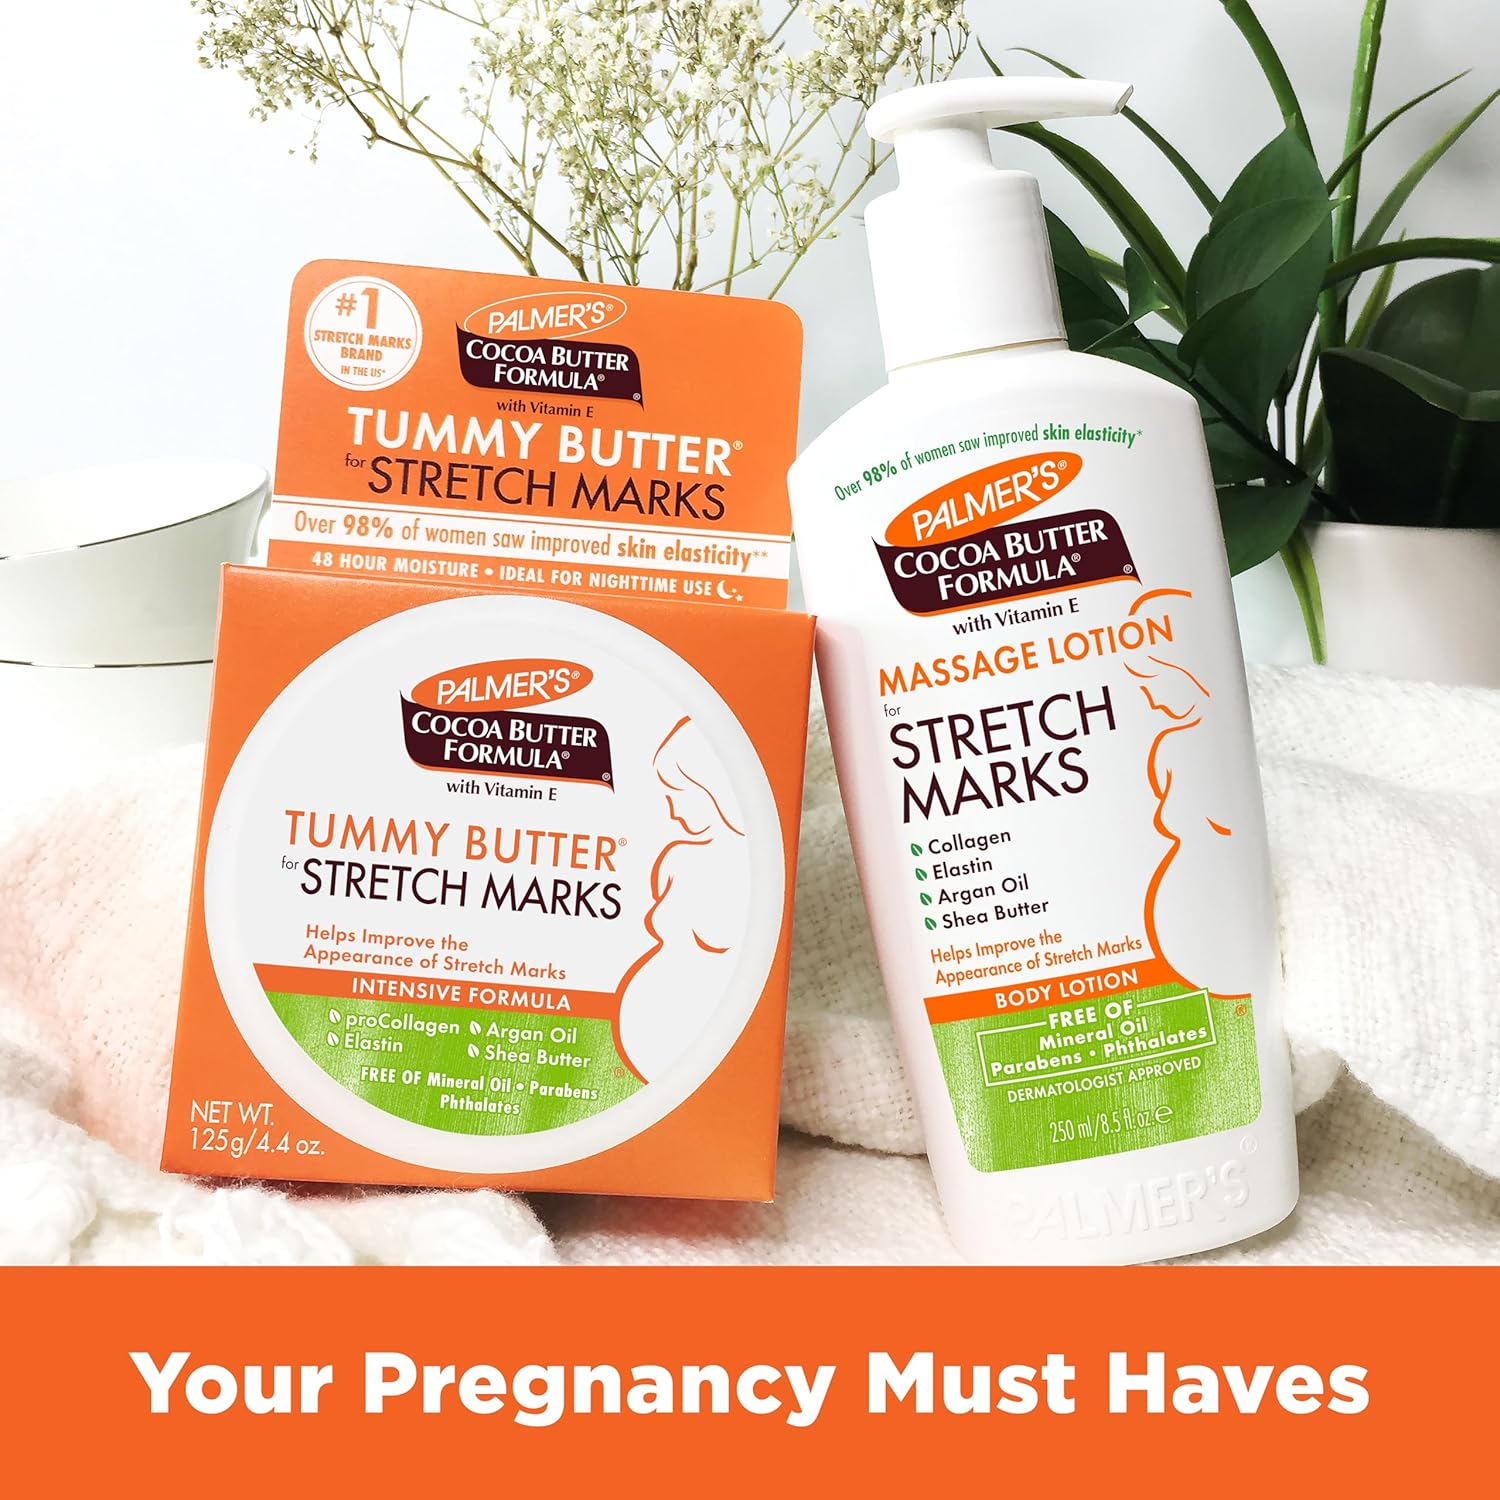 #1
STRETCH MARKS
BRAND
IN THE US*
PALMER'S®
COCOA BUTTER
FORMULA®
®
with Vitamin E
TUMMY BUTTER®
for STRETCH MARKS
Over 98% of women saw improved skin elasticity**
48 HOUR MOISTURE • IDEAL FOR NIGHTTIME USE
PALMER'S®
COCOA BUTTER
FORMULA®
®
with Vitamin E
TUMMY BUTTER®
for STRETCH MARKS
Helps Improve the
Appearance of Stretch Marks
INTENSIVE FORMULA
proCollagen Argan Oil
Elastin Shea Butter
FREE OF Mineral Oil • Parabens
Phthalates
®
NET WT.
125g/4.4 oz.
Over 98% of women saw improved skin elasticity*
PALMER'S®
COCOA BUTTER
FORMULA®
®
with Vitamin E
MASSAGE LOTION
for
STRETCH
MARKS
Collagen
Elastin
Argan Oil
Shea Butter
Helps Improve the
Appearance of Stretch Marks
BODY LOTION
®
FREE OF
Mineral Oil
Parabens • Phthalates
DERMATOLOGIST APPROVED
250 ml/8.5 fl. oz. e
PALMER'S®
Your Pregnancy Must Haves